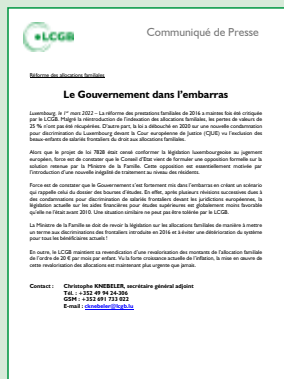 LCGB
Communiqué de Presse
Réforme des allocations familiales
Le Gouvernement dans l'embarras
Luxembourg, le 1er mars 2022 – La réforme des prestations familiales de 2016 a maintes fois été critiquée
par le LCGB. Malgré la réintroduction de l'indexation des allocations familiales, les pertes de valeurs de
25 % n'ont pas été récupérées. D'autre part, la loi a débouché en 2020 sur une nouvelle condamnation
pour discrimination du Luxembourg devant la Cour européenne de Justice (CJUE) vu l'exclusion des
beaux-enfants de salariés frontaliers du droit aux allocations familiales.
Alors que le projet de loi 7828 était censé conformer la législation luxembourgeoise au jugement
européen, force est de constater que le Conseil d'Etat vient de formuler une opposition formelle sur la
solution retenue par la Ministre de la Famille. Cette opposition est essentiellement motivée par
l'introduction d'une nouvelle inégalité de traitement au niveau des résidents.
Force est de constater que le Gouvernement s'est fortement mis dans l'embarras en créant un scénario
qui rappelle celui du dossier des bourses d'études. En effet, après plusieurs révisions successives dues à
des condamnations pour discrimination de salariés frontaliers devant les juridictions européennes, la
législation actuelle sur les aides financières pour études supérieures est globalement moins favorable
qu'elle ne l'était avant 2010. Une situation similaire ne peut pas être tolérée par le LCGB.
La Ministre de la Famille se doit de revoir la législation sur les allocations familiales de manière à mettre
un terme aux discriminations des frontaliers introduite en 2016 et à éviter une détérioration du système
pour tous les bénéficiaires actuels !
En outre, le LCGB maintient sa revendication d'une revalorisation des montants de l'allocation familiale
de l'ordre de 20 € par mois par enfant. Vu la forte croissance actuelle de l'inflation, la mise en œuvre de
cette revalorisation des allocations est maintenant plus urgente que jamais.
Contact : Christophe KNEBELER, secrétaire général adjoint
Tél. : +352 49 94 24-306
GSM : +352 691 733 022
E-mail : cknebeler@lcgb.lu